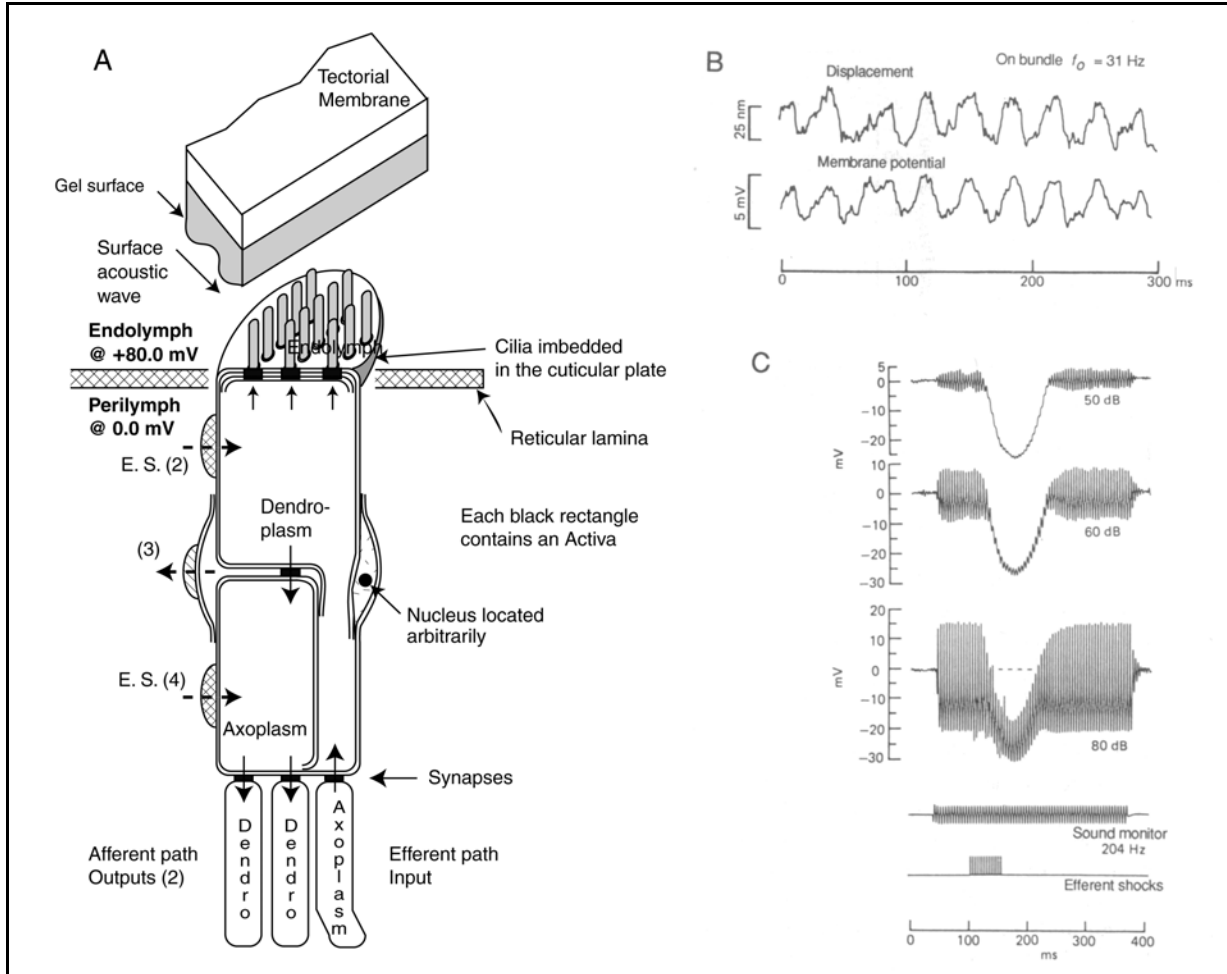 A
Tectorial
Membrane
Gel surface
Surface
acoustic
wave
Endolymph
@ +80.0 mV
Endolymph
Cilia imbedded
in the cuticular plate
Perilymph
@ 0.0 mV
Reticular lamina
E. S. (2)
Dendro-
plasm
Each black rectangle
contains an Activa
(3)
Nucleus located
arbitrarily
E. S. (4)
Axoplasm
Synapses
Dendro
Dendro
Axoplasm
Afferent path
Outputs (2)
Efferent path
Input
B
On bundle fo = 31 Hz
Displacement
25 nm
Membrane potential
5 mV
0 100 200 300 ms
C
5
0
-5
-10
-15
-20
-25
50 dB
mV
10
0
-10
-20
-30
60 dB
20
10
0
-10
-20
-30
mV
80 dB
Sound monitor
204 Hz
Efferent shocks
0 100 200 300 400
ms